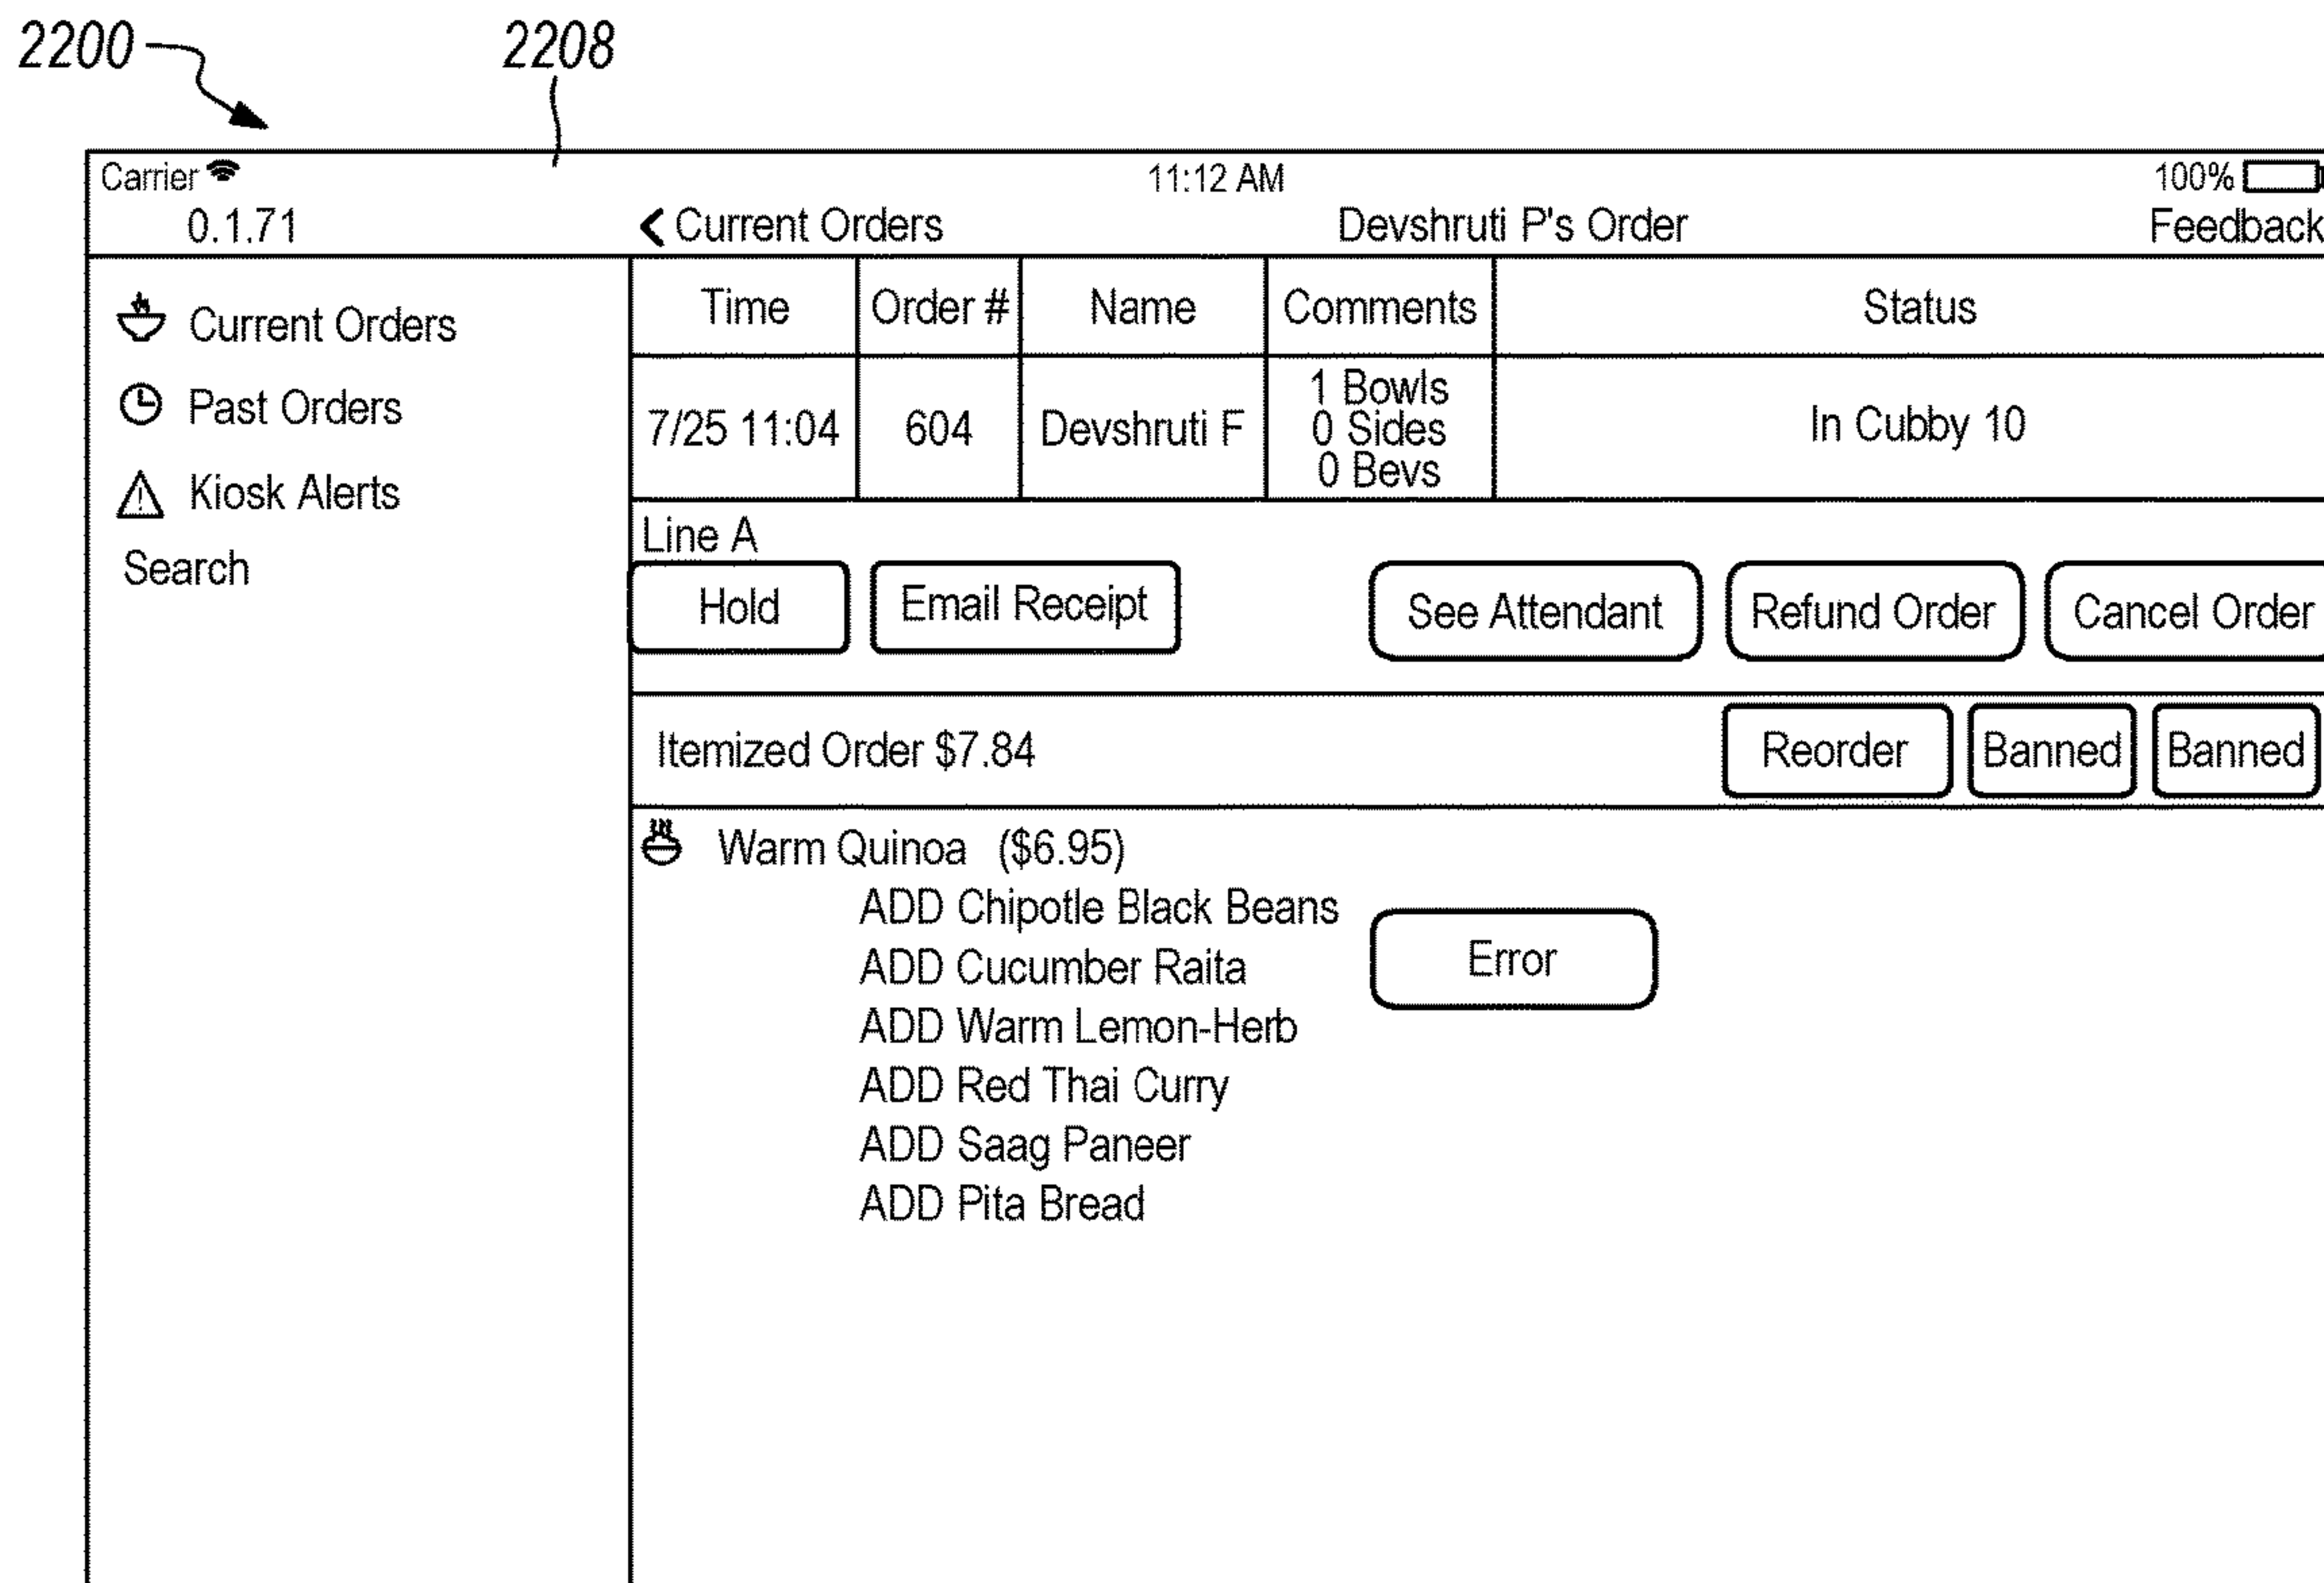 2200
2208
Carrier 11:12 AM 100%
0.1.71 Current Orders Devshruti P's Order Feedback
Current Orders
Past Orders
Kiosk Alerts
Search
Time Order # Name Comments Status
7/25 11:04 604 Devshruti F 1 Bowls
0 Sides
0 Bevs
In Cubby 10
Line A
Hold Email Receipt See Attendant Refund Order Cancel Order
Itemized Order $7.84 Reorder Banned Banned
Warm Quinoa ($6.95)
ADD Chipotle Black Beans
ADD Cucumber Raita
Error
ADD Warm Lemon-Herb
ADD Red Thai Curry
ADD Saag Paneer
ADD Pita Bread